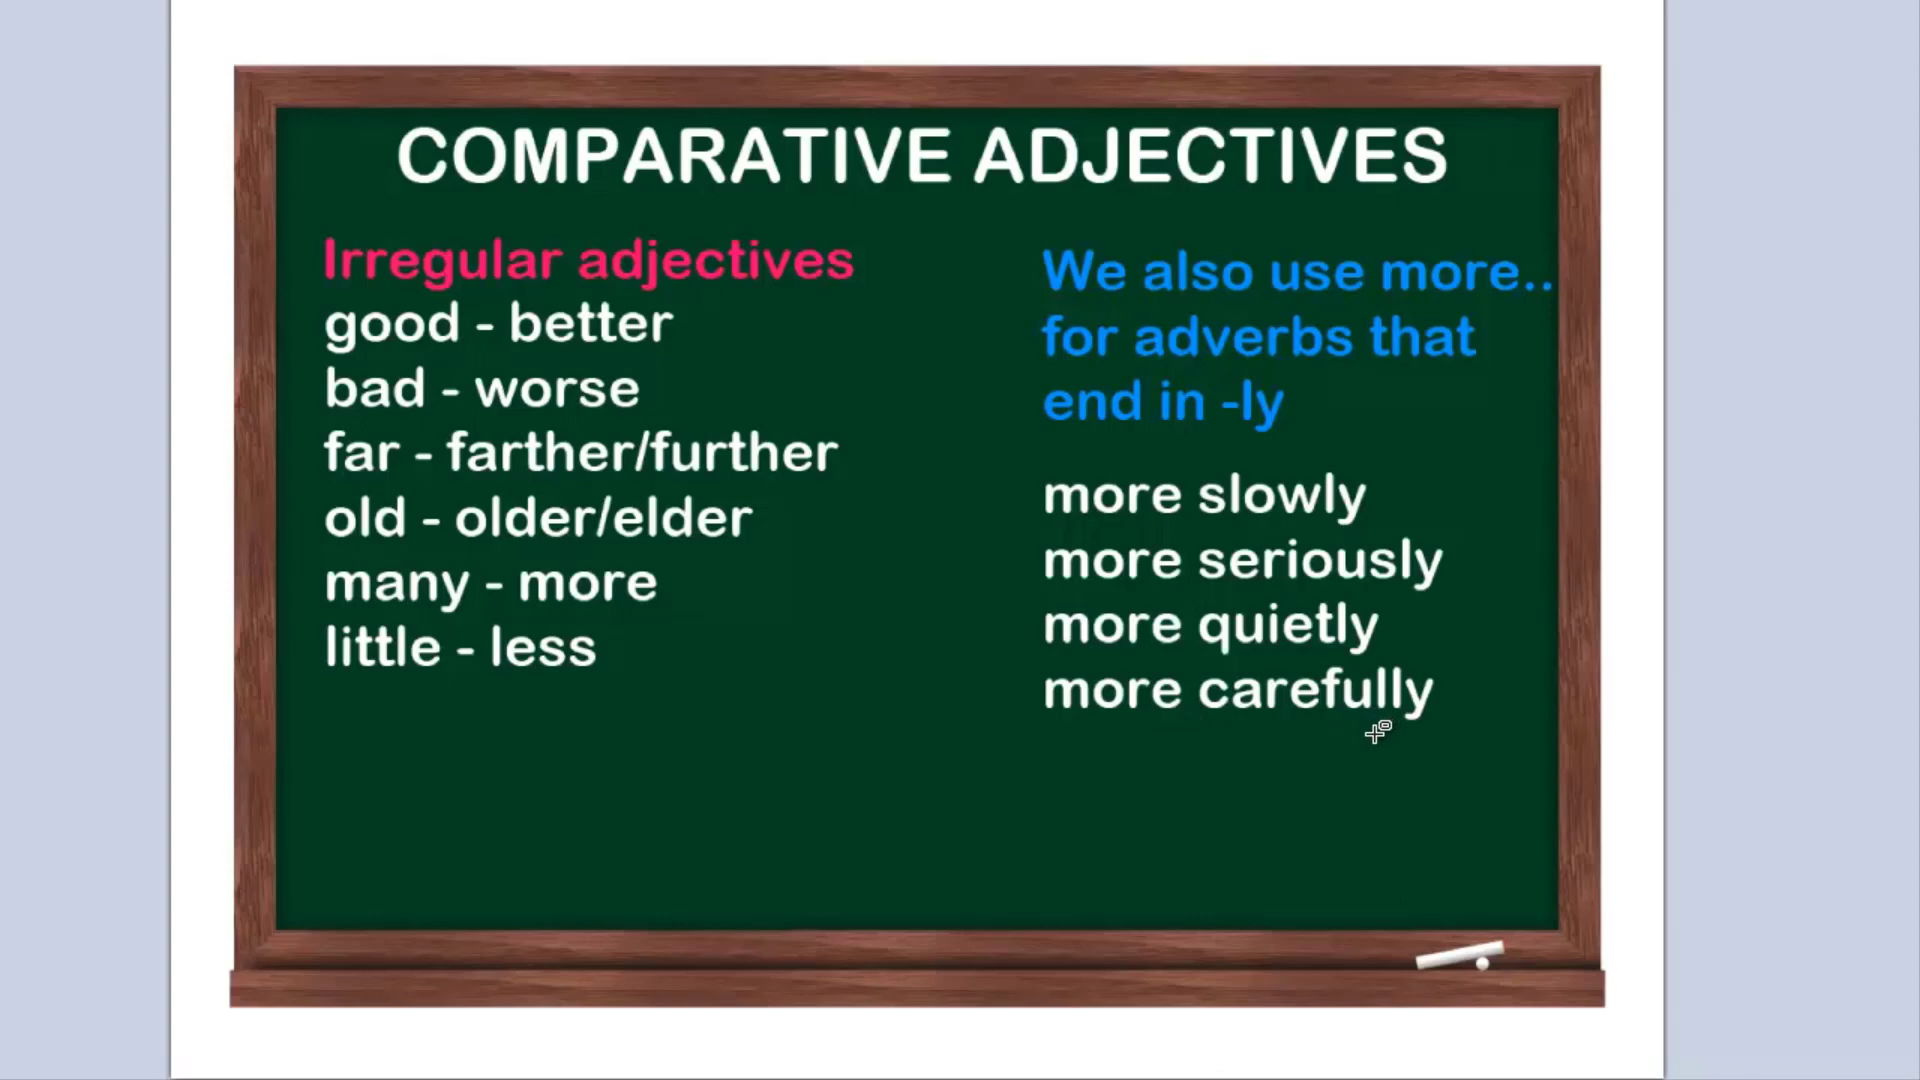 COMPARATIVE ADJECTIVES
Irregular adjectives
good - better
bad - worse
far - farther/further
old - older/elder
many - more
little - less
We also use more..
for adverbs that
end in -ly
more slowly
more seriously
more quietly
more carefully